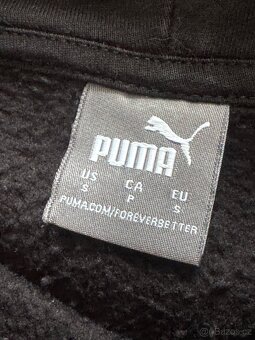 PUMA
US CA EU
S P S
PUMA.COM/FOREVERBETTER